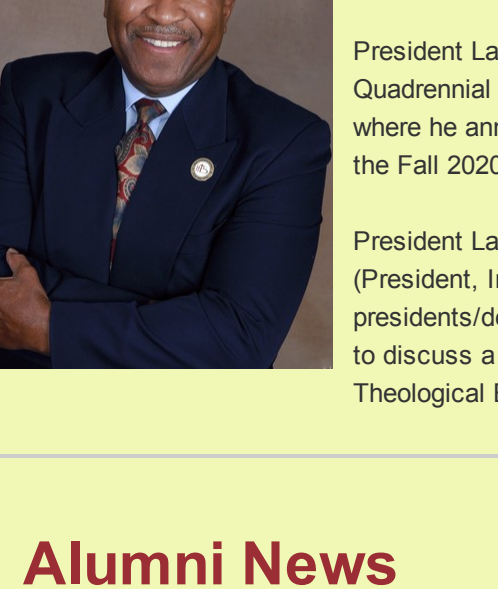 President La
Quadrennial
where he ann
the Fall 2020
President La
(President, I
presidents/de
to discuss a
Theological E
Alumni News